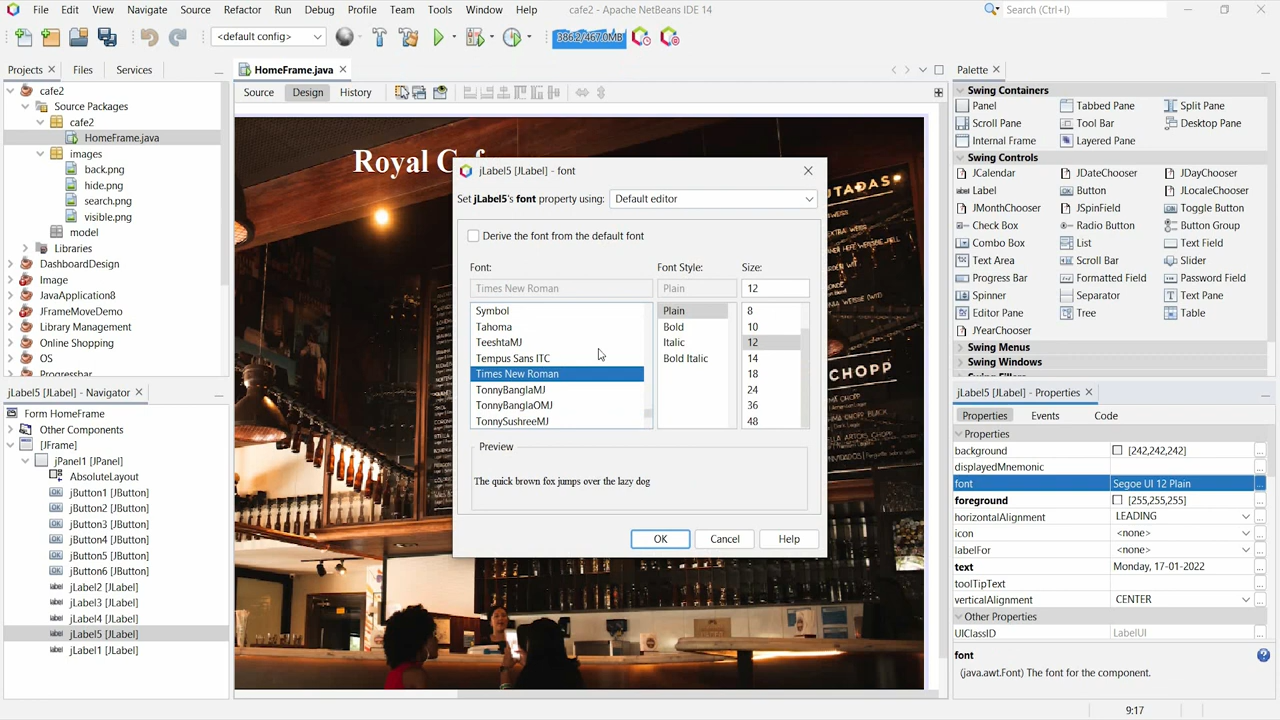 File Edit View Navigate Source Refactor Run Debug Profile Team Tools Window Help cafe2 - Apache NetBeans IDE 14 Search (Ctrl+I)
<default config> 386.2/467.0MB
Projects Files Services HomeFrame.java Palette
Source Design History
cafe2
Source Packages
cafe2
HomeFrame.java
images
back.png
hide.png
search.png
visible.png
model
Libraries
DashboardDesign
Image
JavaApplication8
JFrameMoveDemo
Library Management
Online Shopping
OS
Progressbar
jLabel5 [JLabel] - Navigator
Form HomeFrame
Other Components
[JFrame]
jPanel1 [JPanel]
AbsoluteLayout
jButton1 [JButton]
jButton2 [JButton]
jButton3 [JButton]
jButton4 [JButton]
jButton5 [JButton]
jButton6 [JButton]
jLabel2 [JLabel]
jLabel3 [JLabel]
jLabel4 [JLabel]
jLabel5 [JLabel]
jLabel1 [JLabel]
Royal
jLabel5 [JLabel] - font
Set jLabel5's font property using: Default editor
Derive the font from the default font
Font: Font Style: Size:
Times New Roman Plain 12
Symbol Plain 8
Tahoma Bold 10
TeeshtaMJ Italic 12
Tempus Sans ITC Bold Italic 14
Times New Roman 18
TonnyBanglaMJ 24
TonnyBanglaOMJ 36
TonnySushreeMJ 48
Preview
The quick brown fox jumps over the lazy dog
OK Cancel Help
Swing Containers
Panel Tabbed Pane Split Pane
Scroll Pane Tool Bar Desktop Pane
Internal Frame Layered Pane
Swing Controls
JCalendar JDateChooser JDayChooser
Label Button JLocaleChooser
JMonthChooser JSpinField Toggle Button
Check Box Radio Button Button Group
Combo Box List Text Field
Text Area Scroll Bar Slider
Progress Bar Formatted Field Password Field
Spinner Separator Text Pane
Editor Pane Tree Table
JYearChooser
Swing Menus
Swing Windows
jLabel5 [JLabel] - Properties
Properties Events Code
Properties
background [242,242,242] ...
displayedMnemonic ...
font Segoe UI 12 Plain ...
foreground [255,255,255] ...
horizontalAlignment LEADING ...
icon <none> ...
labelFor <none> ...
text Monday, 17-01-2022 ...
toolTipText ...
verticalAlignment CENTER ...
Other Properties
UIClassID LabelUI ...
font
(java.awt.Font) The font for the component.
9:17